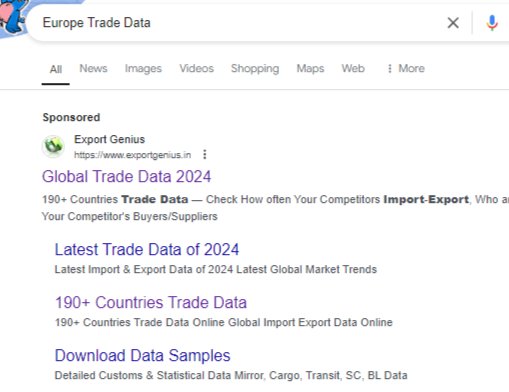 Europe Trade Data
All News Images Videos Shopping Maps Web More
Sponsored
Export Genius
https://www.exportgenius.in
Global Trade Data 2024
190+ Countries Trade Data — Check How often Your Competitors Import-Export, Who
Your Competitor's Buyers/Suppliers
Latest Trade Data of 2024
Latest Import & Export Data of 2024 Latest Global Market Trends
190+ Countries Trade Data
190+ Countries Trade Data Online Global Import Export Data Online
Download Data Samples
Detailed Customs & Statistical Data Mirror, Cargo, Transit, SC, BL Data